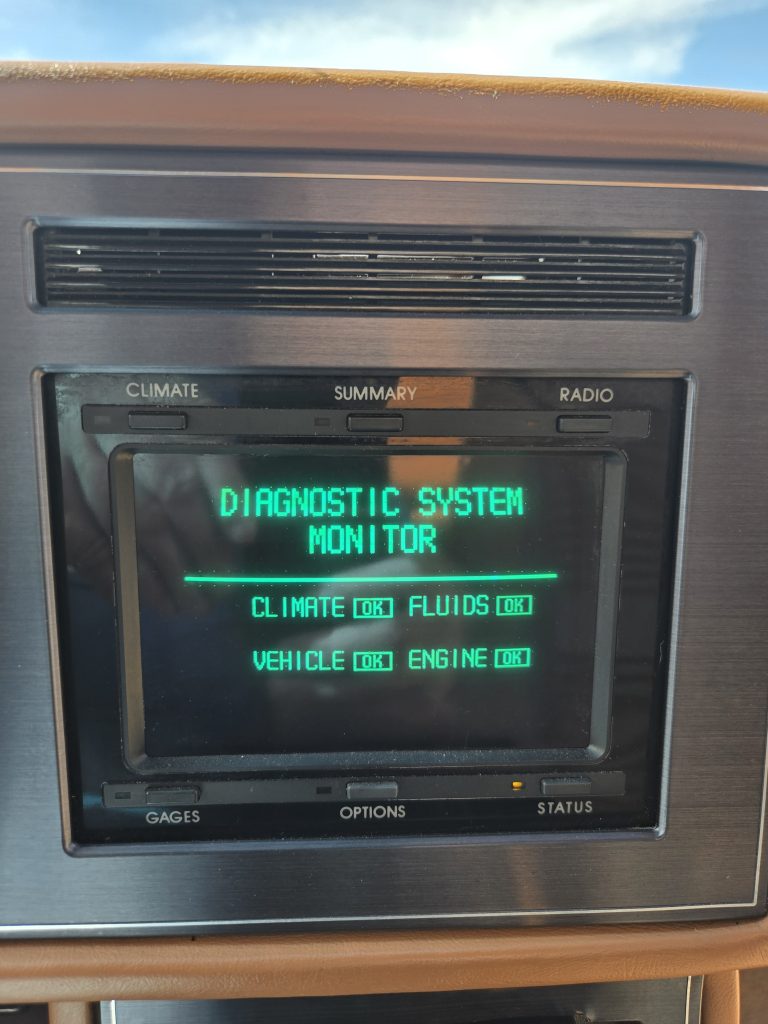 CLIMATE SUMMARY RADIO
DIAGNOSTIC SYSTEM
MONITOR
CLIMATE OK FLUIDS OK
VEHICLE OK ENGINE OK
GAGES OPTIONS STATUS